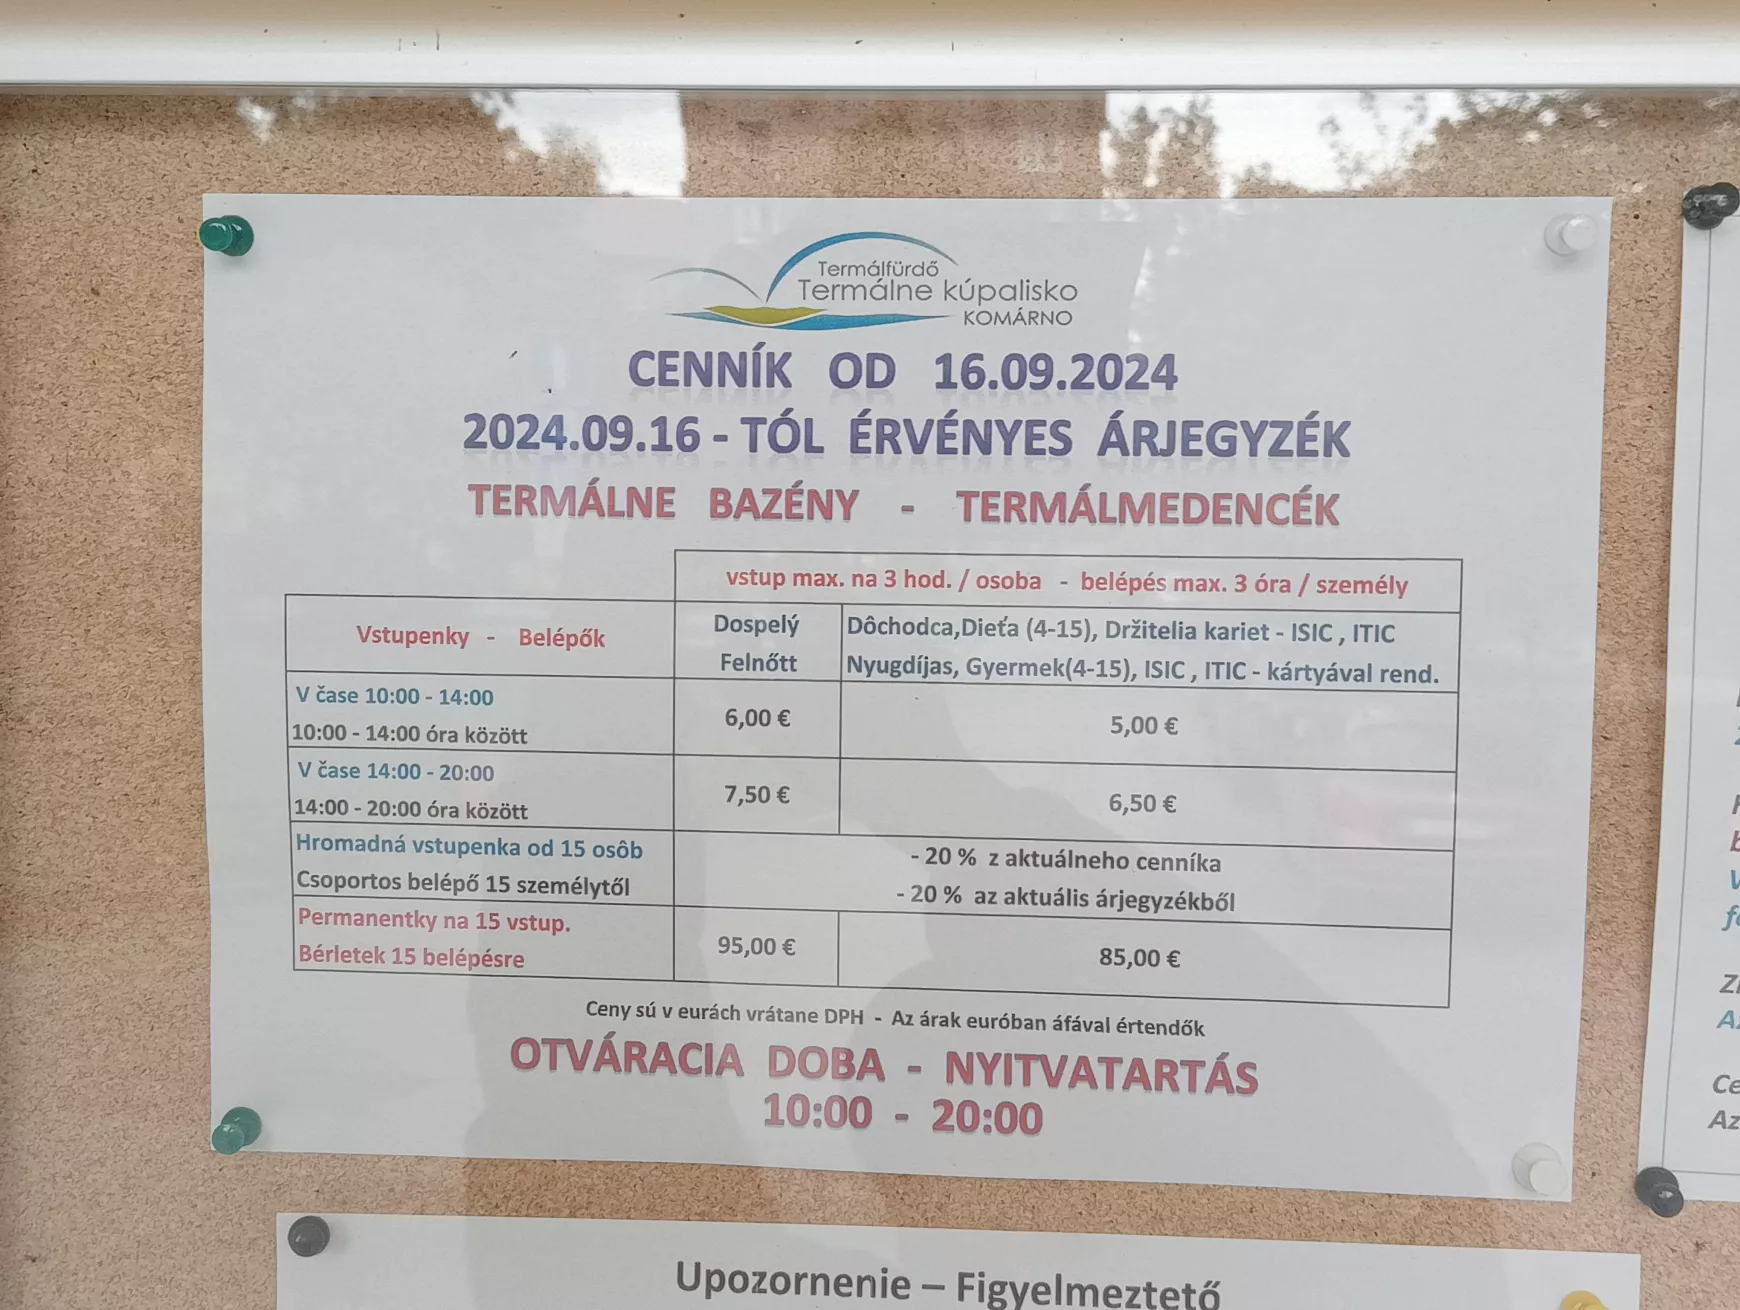 Termálfürdő
Termálne kúpalisko
KOMÁRNO
CENNÍK OD 16.09.2024
2024.09.16 - TÓL ÉRVÉNYES ÁRJEGYZÉK
TERMÁLNE BAZÉNY - TERMÁLMEDENCÉK
vstup max. na 3 hod. / osoba - belépés max. 3 óra / személy
Vstupenky - Belépők
Dospelý
Felnőtt
Dôchodca,Dieťa (4-15), Držitelia kariet - ISIC , ITIC
Nyugdíjas, Gyermek(4-15), ISIC , ITIC - kártyával rend.
V čase 10:00 - 14:00
10:00 - 14:00 óra között
6,00 €
5,00 €
V čase 14:00 - 20:00
14:00 - 20:00 óra között
7,50 €
6,50 €
Hromadná vstupenka od 15 osôb
Csoportos belépő 15 személytől
- 20 % z aktuálneho cenníka
- 20 % az aktuális árjegyzékből
Permanentky na 15 vstup.
Bérletek 15 belépésre
95,00 €
85,00 €
Ceny sú v eurách vrátane DPH - Az árak euróban áfával értendők
OTVÁRACIA DOBA - NYITVATARTÁS
10:00 - 20:00
Upozornenie – Figyelmeztető